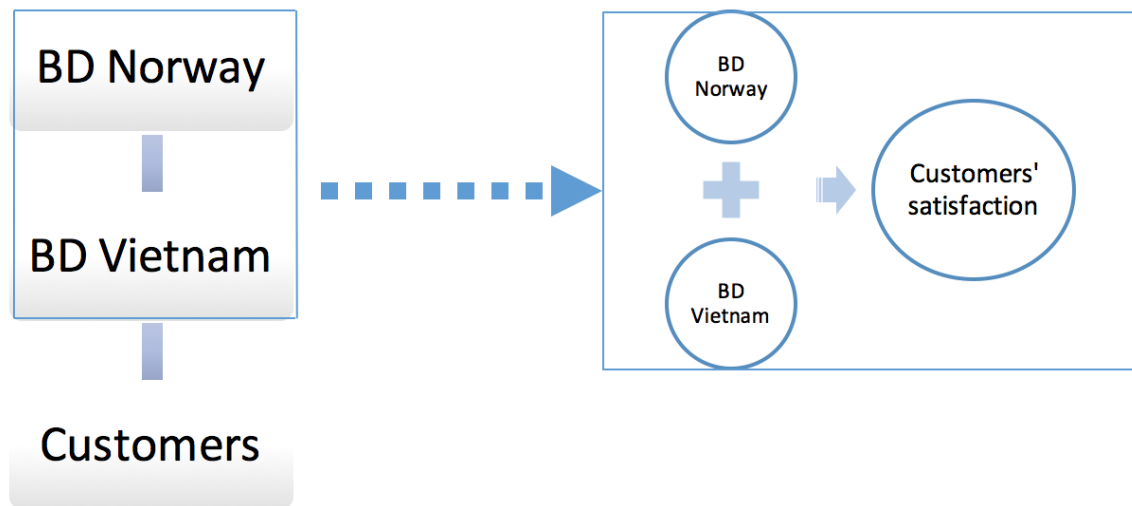 BD Norway
BD Vietnam
Customers
BD
Norway
BD
Vietnam
Customers'
satisfaction